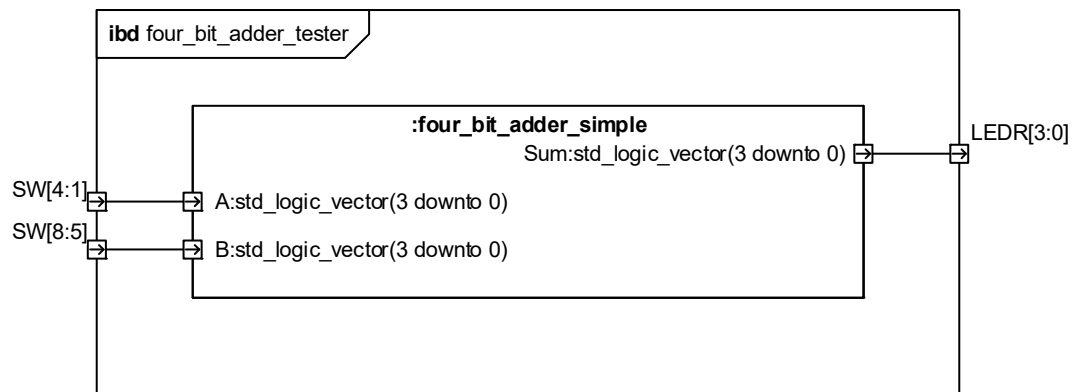 ibd four_bit_adder_tester
:four_bit_adder_simple
Sum:std_logic_vector(3 downto 0)
LEDR[3:0]
SW[4:1]
A:std_logic_vector(3 downto 0)
SW[8:5]
B:std_logic_vector(3 downto 0)